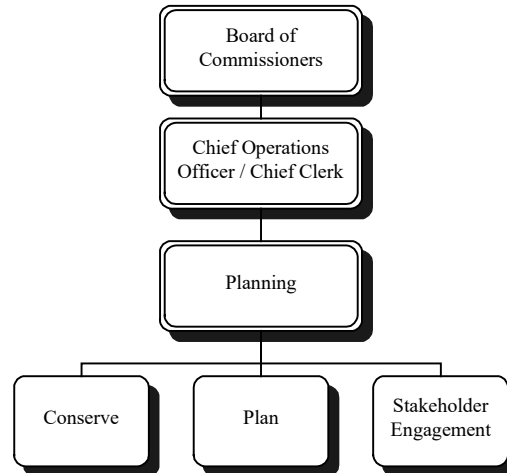 Board of
Commissioners
Chief Operations
Officer / Chief Clerk
Planning
Conserve
Plan
Stakeholder
Engagement